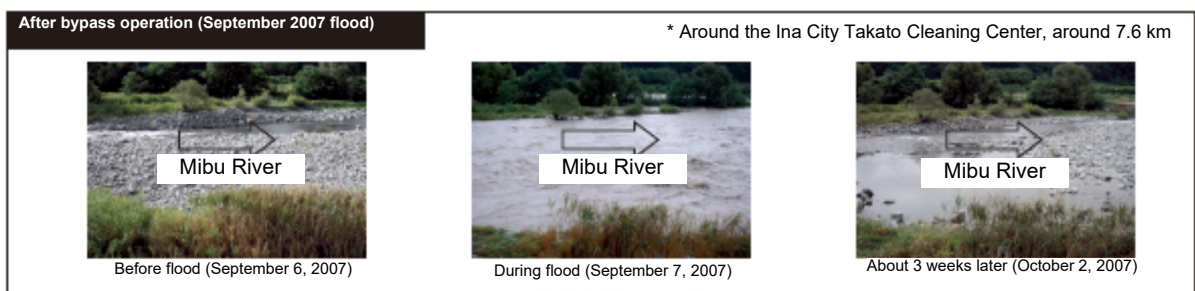 After bypass operation (September 2007 flood)
* Around the Ina City Takato Cleaning Center, around 7.6 km
Mibu River
Mibu River
Mibu River
Before flood (September 6, 2007)
During flood (September 7, 2007)
About 3 weeks later (October 2, 2007)